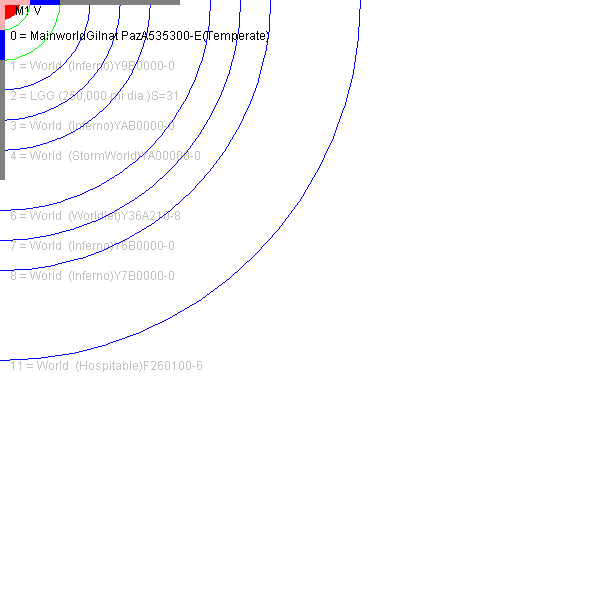 M1 V
0 = MainworldGilnat PazA535300-E(Temperate)
1 = World  (Inferno)Y9B0000-0
2 = LGG (250,000 mi dia.)S=31
3 = World  (Inferno)YAB0000-0
4 = World  (StormWorld)YA00000-0
6 = World  (Worldlet)Y36A210-8
7 = World  (Inferno)Y6B0000-0
8 = World  (Inferno)Y7B0000-0
11 = World  (Hospitable)F260100-6